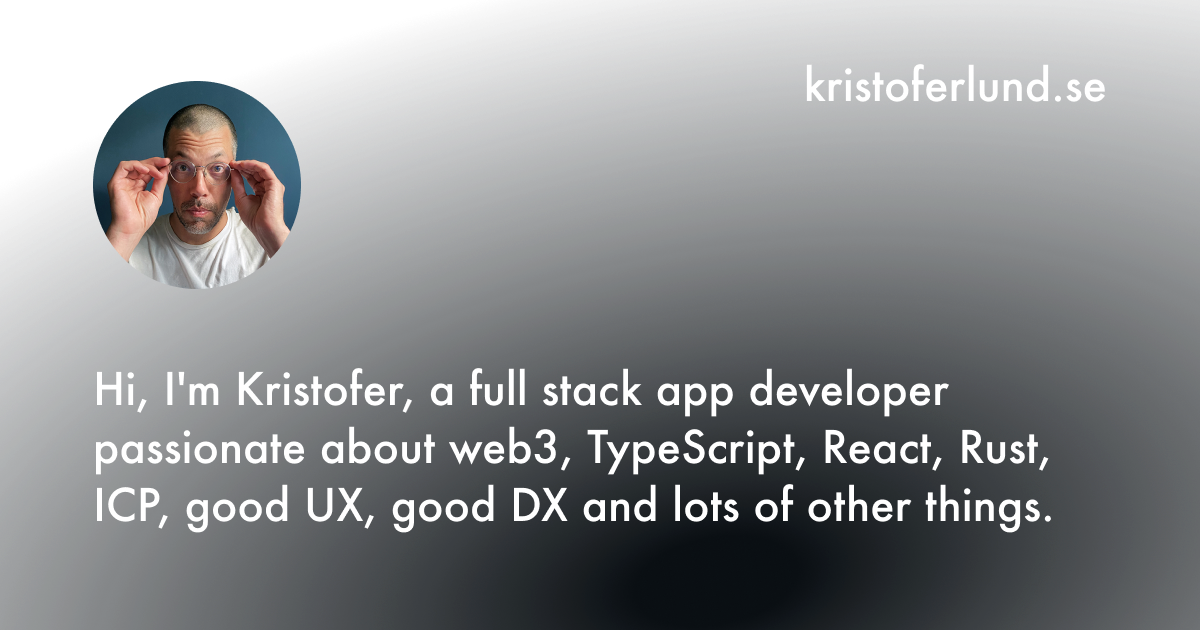 kristoferlund.se
Hi, I'm Kristofer, a full stack app developer
passionate about web3, TypeScript, React, Rust,
ICP, good UX, good DX and lots of other things.